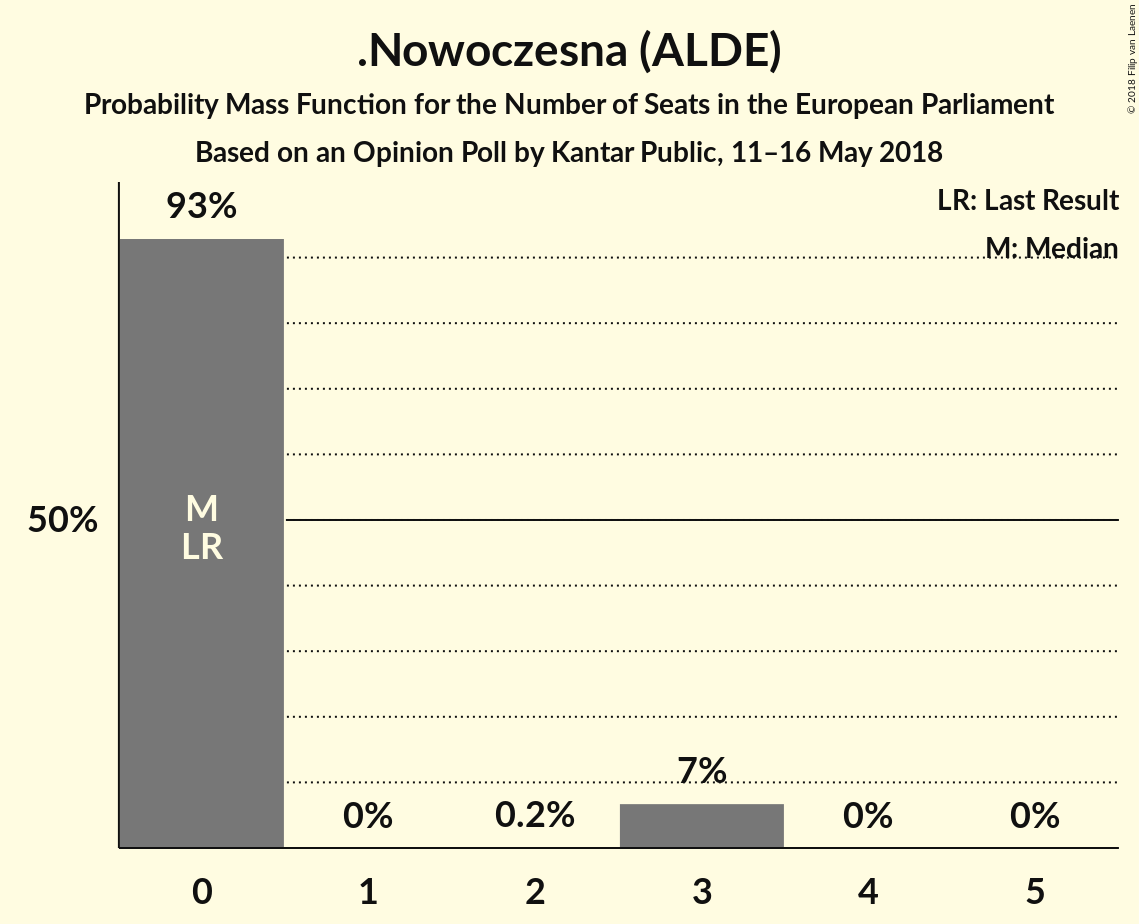 .Nowoczesna (ALDE)
Probability Mass Function for the Number of Seats in the European Parliament
Based on an Opinion Poll by Kantar Public, 11–16 May 2018
© 2018 Filip van Laenen
LR: Last Result
M: Median
93%
50%
M
LR
0%
0.2%
7%
0%
0%
0
1
2
3
4
5